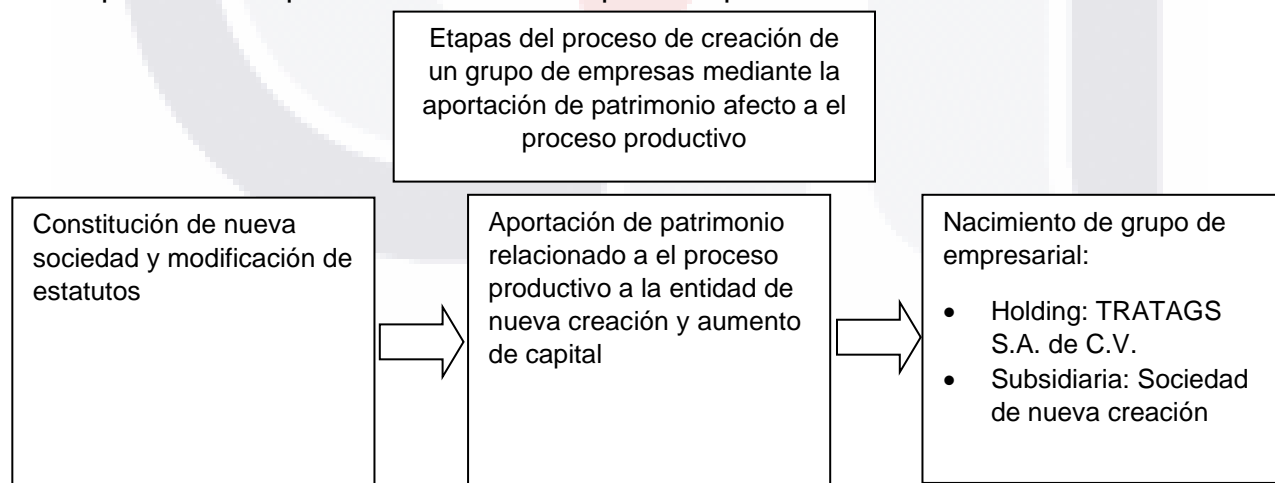 Etapas del proceso de creación de
un grupo de empresas mediante la
aportación de patrimonio afecto a el
proceso productivo
Constitución de nueva
sociedad y modificación de
estatutos
Aportación de patrimonio
relacionado a el proceso
productivo a la entidad de
nueva creación y aumento
de capital
Nacimiento de grupo de
empresarial:
• Holding: TRATAGS
S.A. de C.V.
• Subsidiaria: Sociedad
de nueva creación